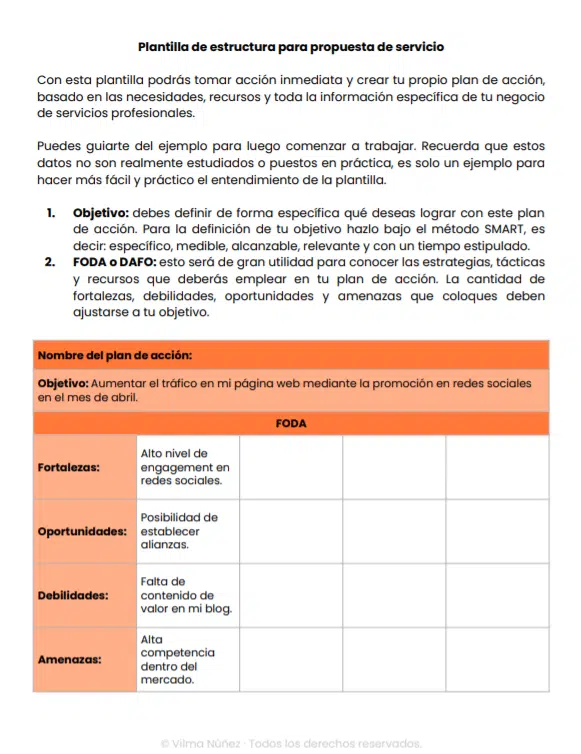 Plantilla de estructura para propuesta de servicio
Con esta plantilla podrás tomar acción inmediata y crear tu propio plan de acción,
basado en las necesidades, recursos y toda la información específica de tu negocio
de servicios profesionales.
Puedes guiarte del ejemplo para luego comenzar a trabajar. Recuerda que estos
datos no son realmente estudiados o puestos en práctica, es solo un ejemplo para
hacer más fácil y práctico el entendimiento de la plantilla.
1. Objetivo: debes definir de forma específica qué deseas lograr con este plan
de acción. Para la definición de tu objetivo hazlo bajo el método SMART, es
decir: específico, medible, alcanzable, relevante y con un tiempo estipulado.
2. FODA o DAFO: esto será de gran utilidad para conocer las estrategias, tácticas
y recursos que deberás emplear en tu plan de acción. La cantidad de
fortalezas, debilidades, oportunidades y amenazas que coloques deben
ajustarse a tu objetivo.
Nombre del plan de acción:
Objetivo: Aumentar el tráfico en mi página web mediante la promoción en redes sociales
en el mes de abril.
FODA
Fortalezas:
Alto nivel de
engagement en
redes sociales.
Oportunidades:
Posibilidad de
establecer
alianzas.
Debilidades:
Falta de
contenido de
valor en mi blog.
Amenazas:
Alta
competencia
dentro del
mercado.
© Vilma Núñez · Todos los derechos reservados.